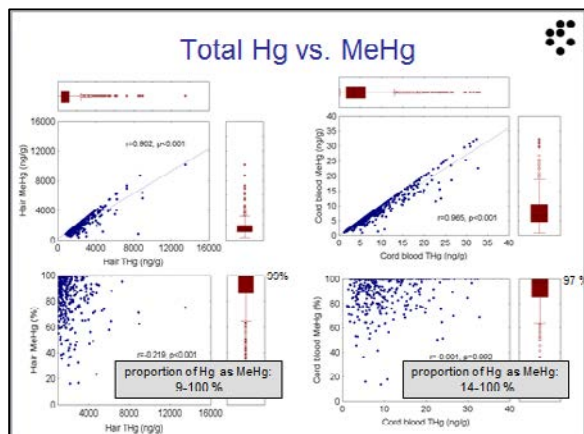 Total Hg vs. MeHg
16000
12000
8000
4000
0
Hair MeHg (ng/g)
r=0.802, p<0.001
0 4000 8000 12000 16000
Hair THg (ng/g)
40
35
30
25
20
15
10
5
0
Cord blood MeHg (ng/g)
r=0.965, p<0.001
0 5 10 15 20 25 30 35 40
Cord blood THg (ng/g)
100
80
60
40
20
0
Hair MeHg (%)
99%
r=-0.219, p<0.001
proportion of Hg as MeHg:
9-100 %
4000 8000 12000 16000
Hair THg (ng/g)
100
80
60
40
20
0
Cord blood MeHg (%)
97 %
proportion of Hg as MeHg:
14-100 %
0 10 20 30 40
Cord blood THg (ng/g)